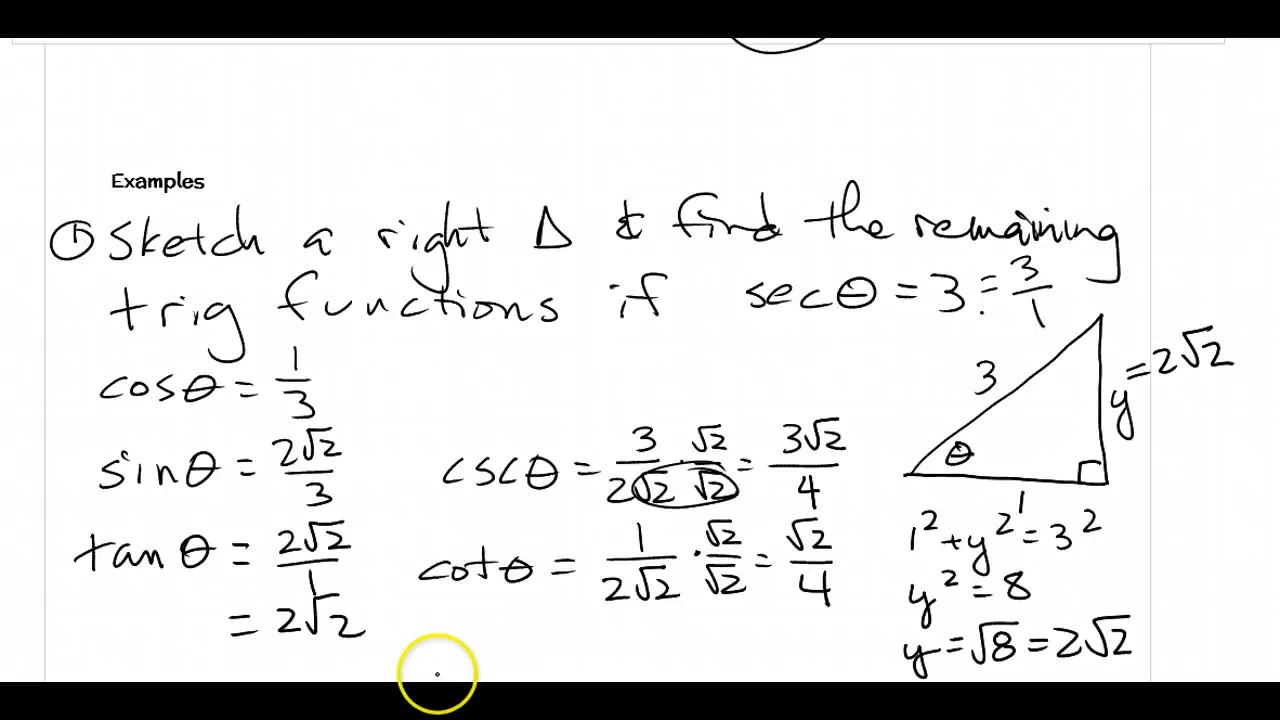 Examples
① Sketch a right Δ & find the remaining
trig functions if secθ = 3 = 3/1
cosθ = 1/3
sinθ = 2√2/3
tanθ = 2√2/1
= 2√2
cscθ = 3/2√2 · √2/√2 = 3√2/4
cotθ = 1/2√2 · √2/√2 = √2/4
3
y = 2√2
θ
1
1² + y² = 3²
y² = 8
y = √8 = 2√2